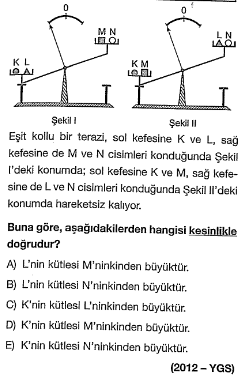 0
0
M N
L N
K L
K M
Şekil I
Şekil II
Eşit kollu bir terazi, sol kefesine K ve L, sağ
kefesine de M ve N cisimleri konduğunda Şekil
I'deki konumda; sol kefesine K ve M, sağ kefe-
sine de L ve N cisimleri konduğunda Şekil II'deki
konumda hareketsiz kalıyor.
Buna göre, aşağıdakilerden hangisi kesinlikle
doğrudur?
A) L'nin kütlesi M'ninkinden büyüktür.
B) L'nin kütlesi N'ninkinden büyüktür.
C) K'nin kütlesi L'ninkinden büyüktür.
D) K'nin kütlesi M'ninkinden büyüktür.
E) K'nin kütlesi N'ninkinden büyüktür.
(2012 – YGS)